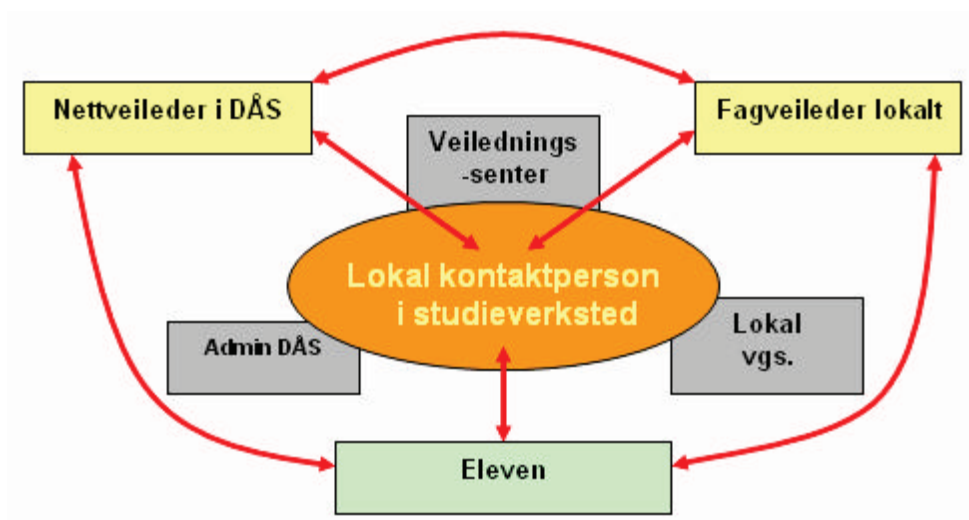 Nettveileder i DÅS
Fagveileder lokalt
Veilednings
-senter
Lokal kontaktperson
i studieverksted
Admin DÅS
Lokal
vgs.
Eleven